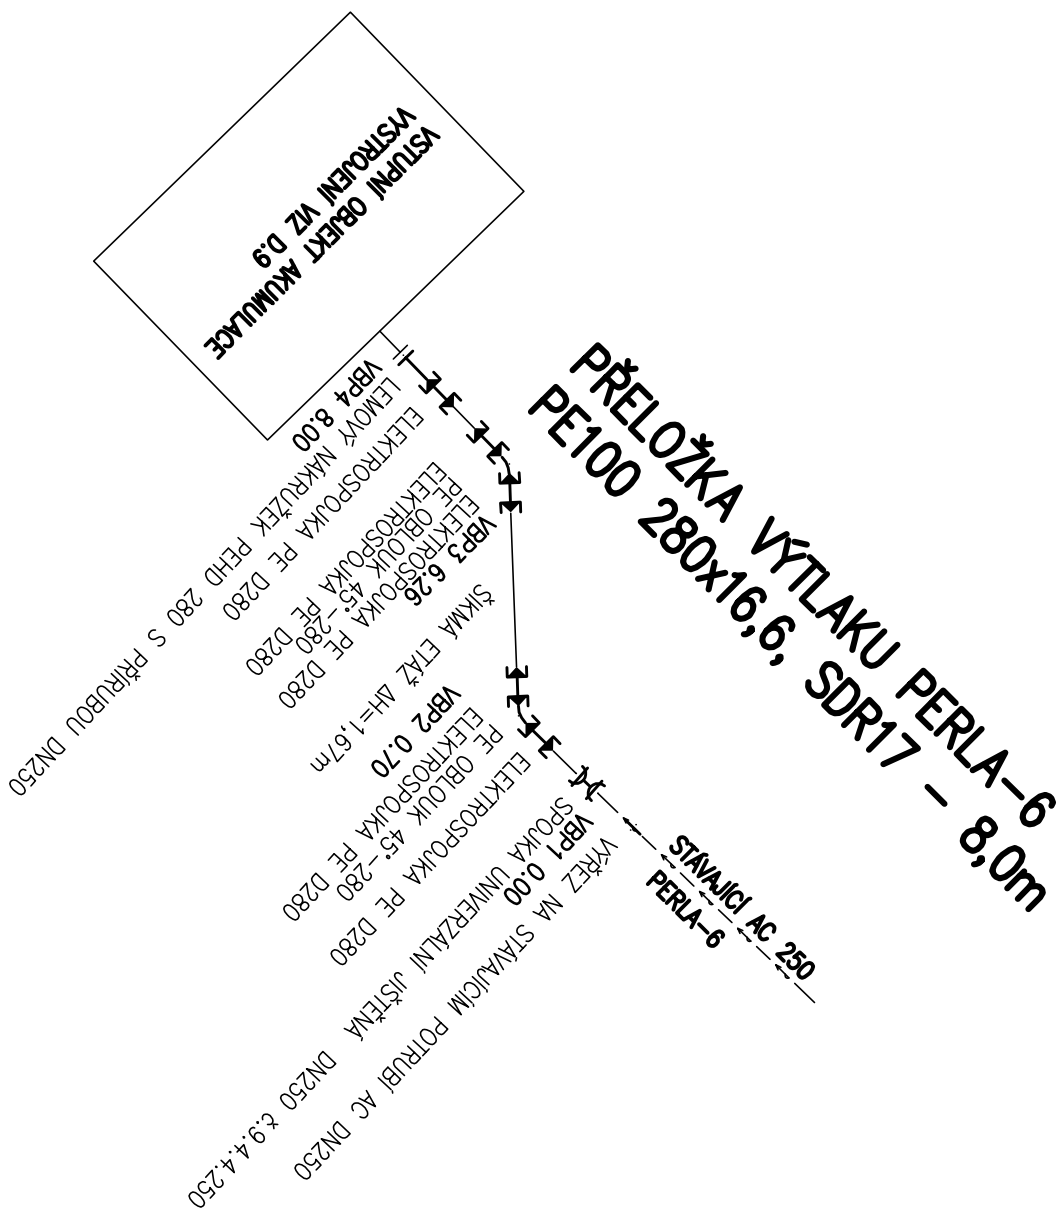 VSTUPNÍ OBJEKT AKUMULACE
VYSTROJENÍ VIZ D.9
PŘELOŽKA VÝTLAKU PERLA-6
PE100 280x16,6, SDR17 - 8,0m
VBP4 8.00
LEMOVÝ NÁKRUŽEK PEHD 280 S PŘÍRUBOU DN250
ELEKTROSPOJKA PE D280
ELEKTROSPOJKA PE D280
PE OBLOUK 45°-280
ELEKTROSPOJKA PE D280
VBP3 6.26
ŠIKMÁ ETÁŽ ΔH=1,67m
VBP2 0.70
ELEKTROSPOJKA PE D280
PE OBLOUK 45°-280
ELEKTROSPOJKA PE D280
SPOJKA UNIVERZÁLNÍ JIŠTĚNÁ DN250 č.9.4.4.250
VBP1 0.00
VÝŘEZ NA STÁVAJÍCÍM POTRUBÍ AC DN250
STÁVAJÍCÍ AC 250
PERLA-6